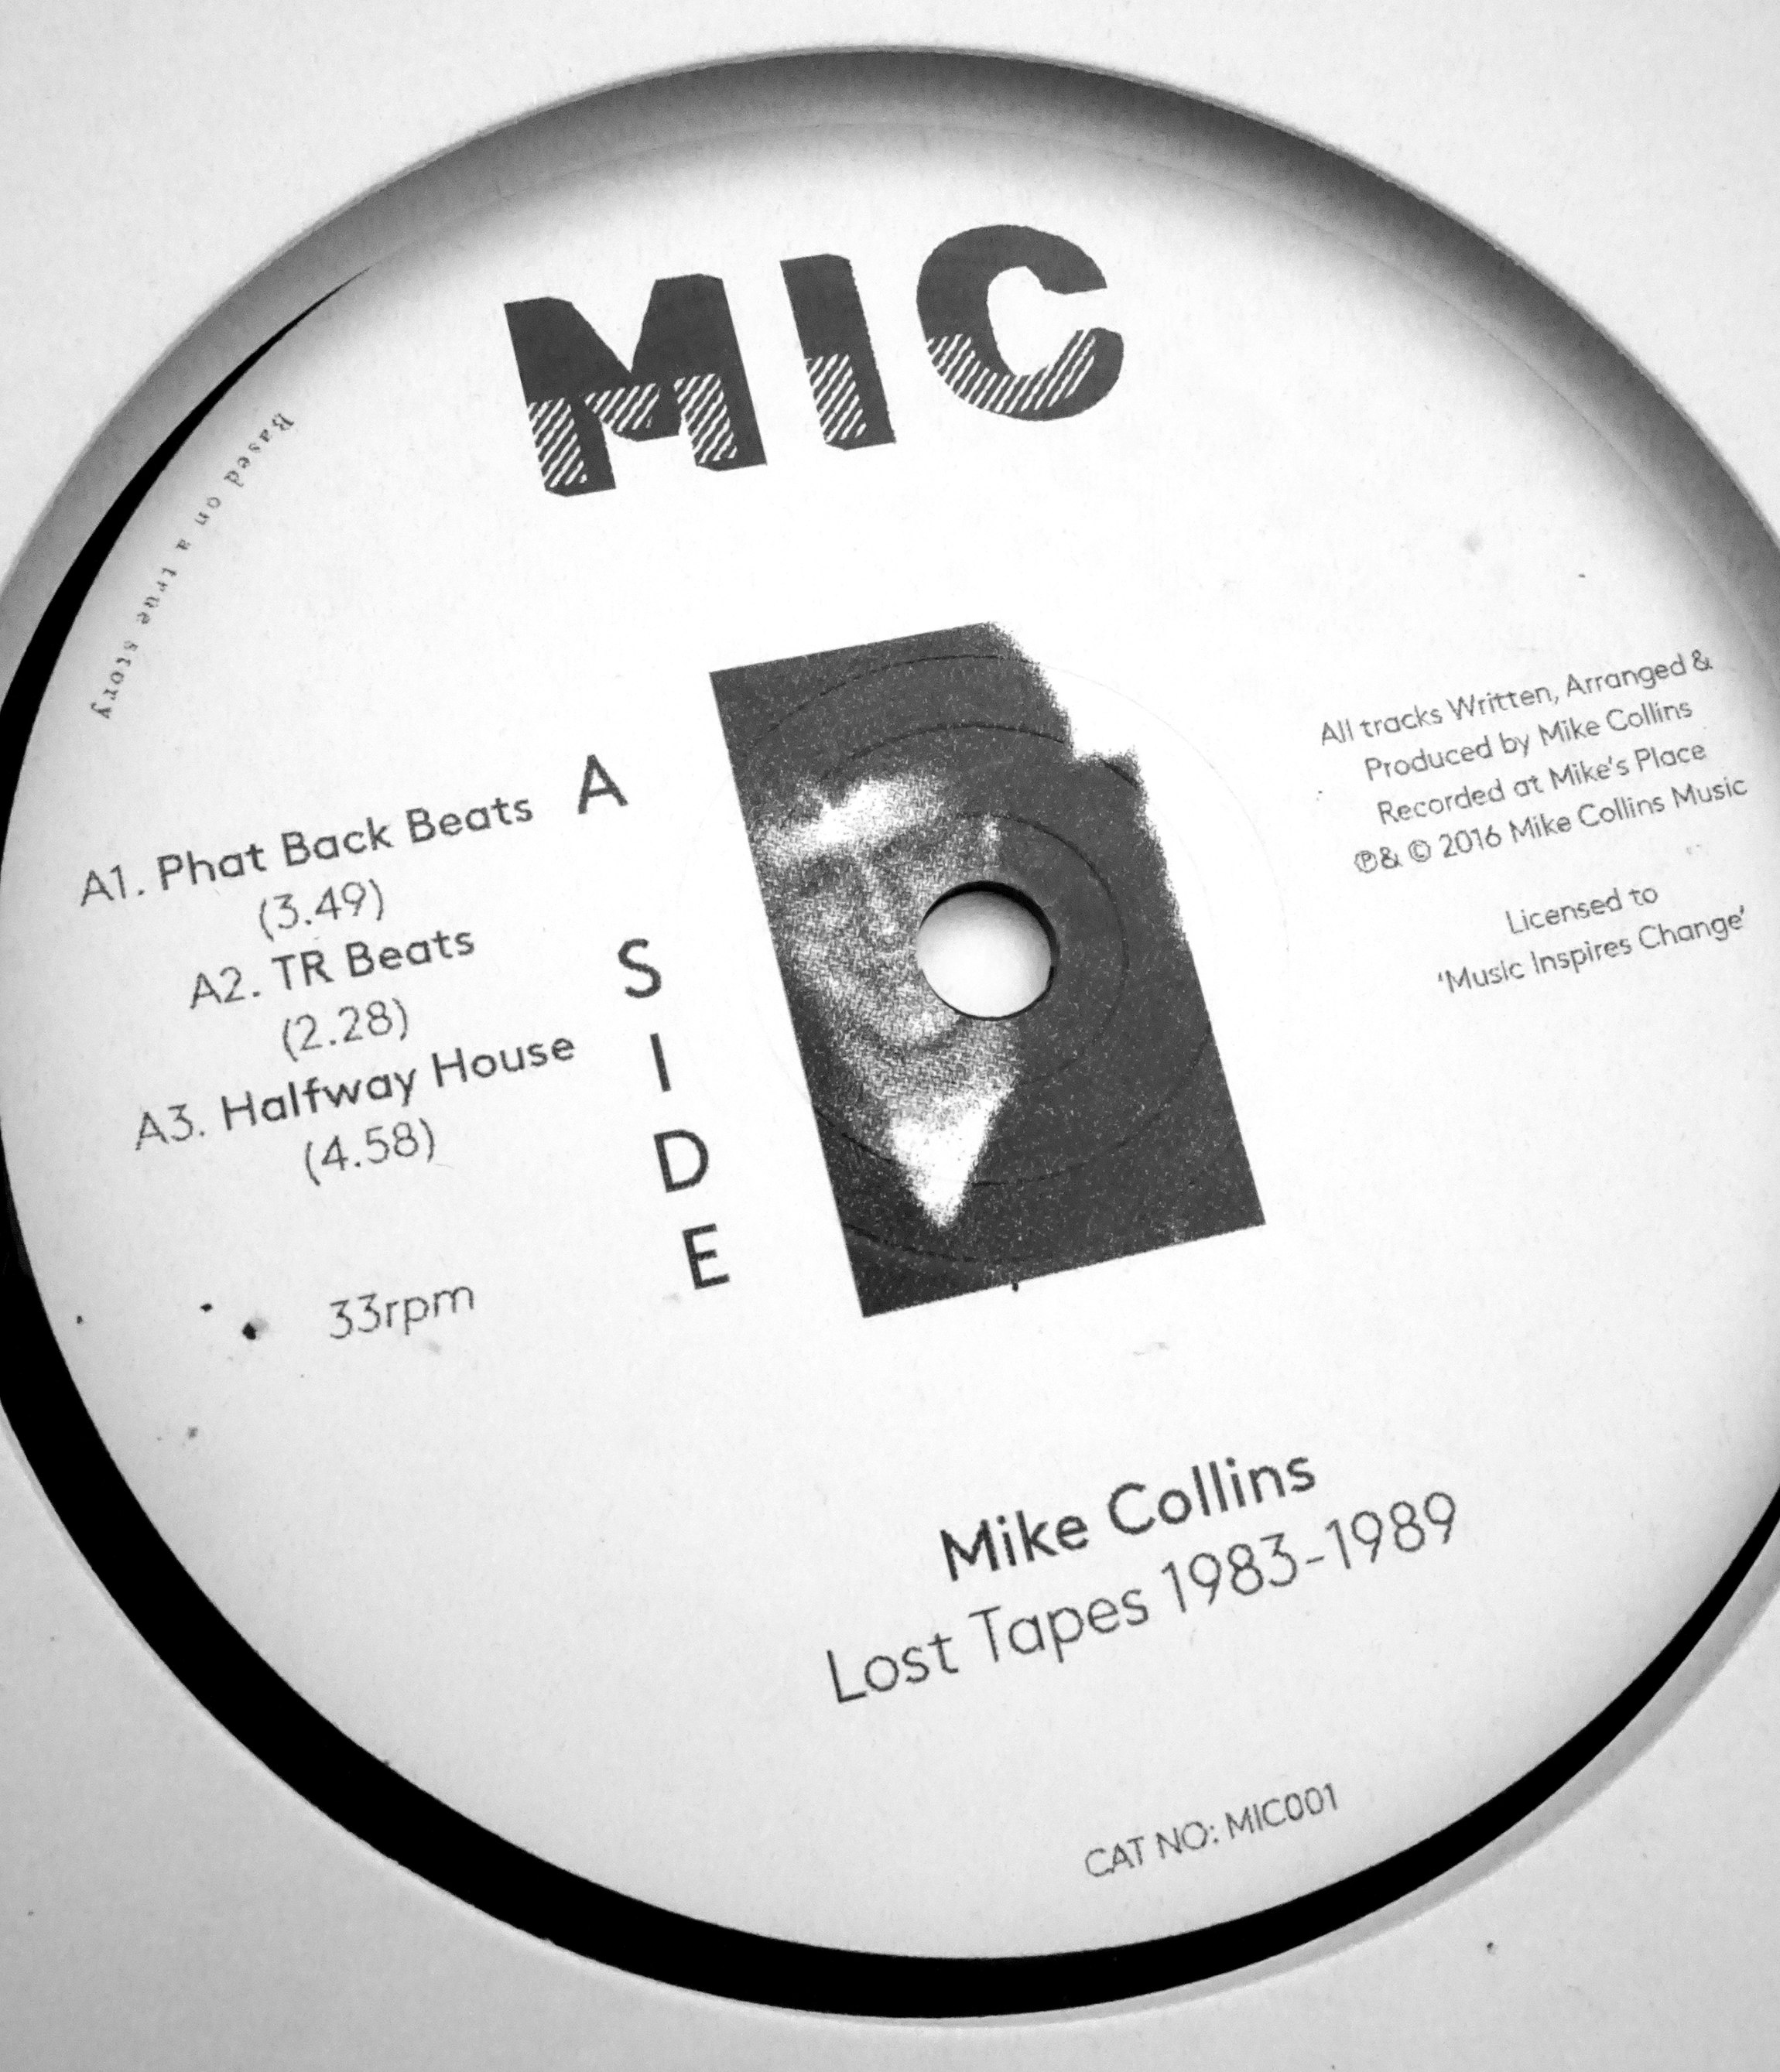 MIC
Based on a true story
A1. Phat Back Beats
(3.49)
A2. TR Beats
(2.28)
A3. Halfway House
(4.58)
33rpm
A
S
I
D
E
All tracks Written, Arranged &
Produced by Mike Collins
Recorded at Mike's Place
℗& © 2016 Mike Collins Music
Licensed to
'Music Inspires Change'
Mike Collins
Lost Tapes 1983-1989
CAT NO: MIC001